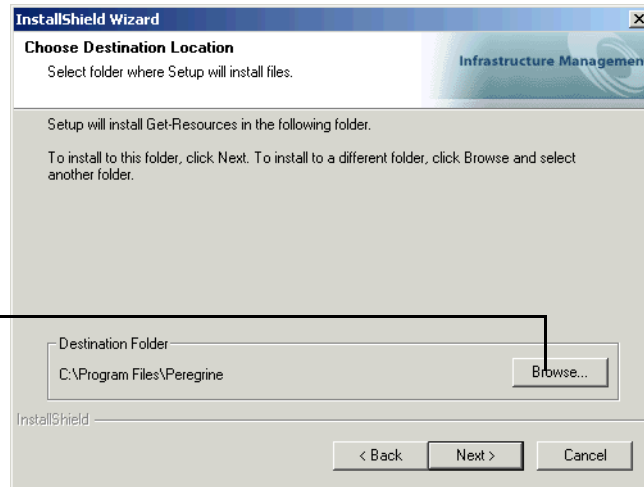 InstallShield Wizard
Choose Destination Location
Select folder where Setup will install files.
Infrastructure Managemen
Setup will install Get-Resources in the following folder.
To install to this folder, click Next. To install to a different folder, click Browse and select
another folder.
Destination Folder
C:\Program Files\Peregrine
Browse...
InstallShield
< Back
Next >
Cancel